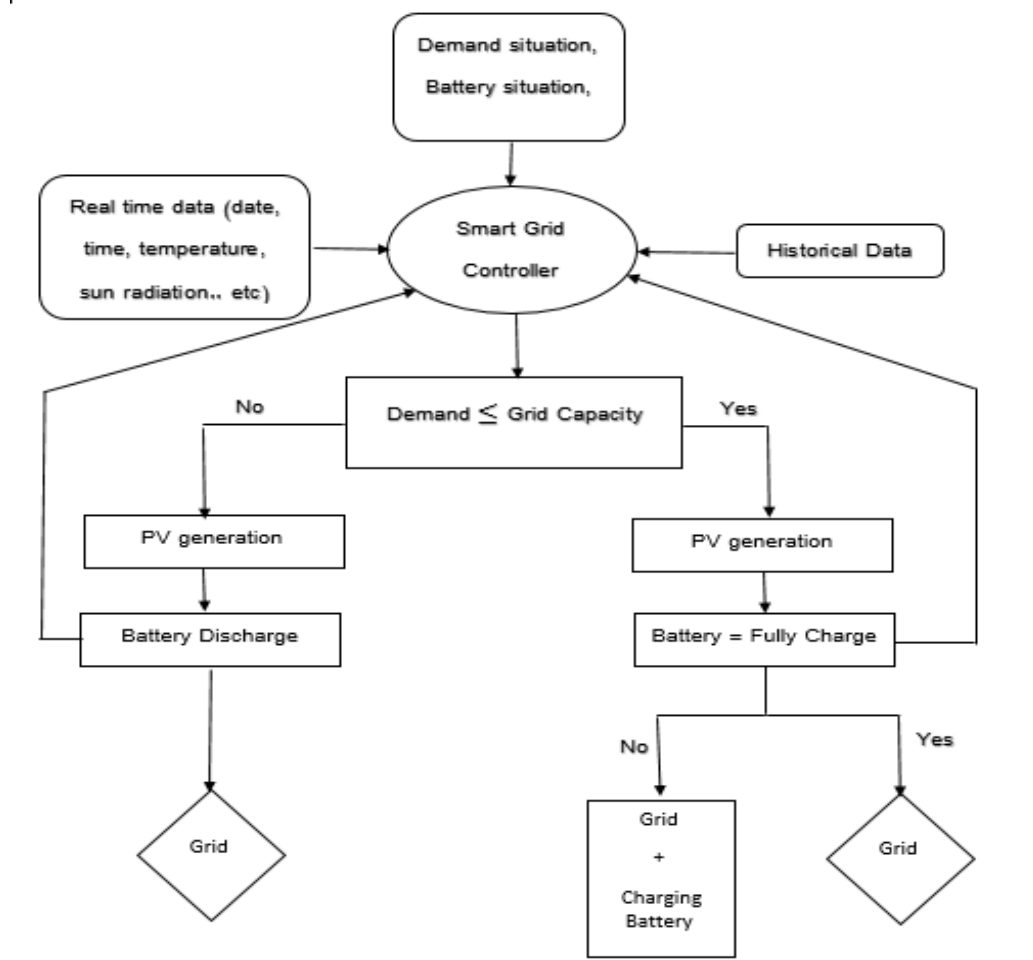 Demand situation,
Battery situation,
Real time data (date,
time, temperature,
sun radiation.. etc)
Smart Grid
Controller
Historical Data
Demand ≤ Grid Capacity
No
Yes
PV generation
PV generation
Battery Discharge
Battery = Fully Charge
No
Yes
Grid
Grid
+
Charging
Battery
Grid